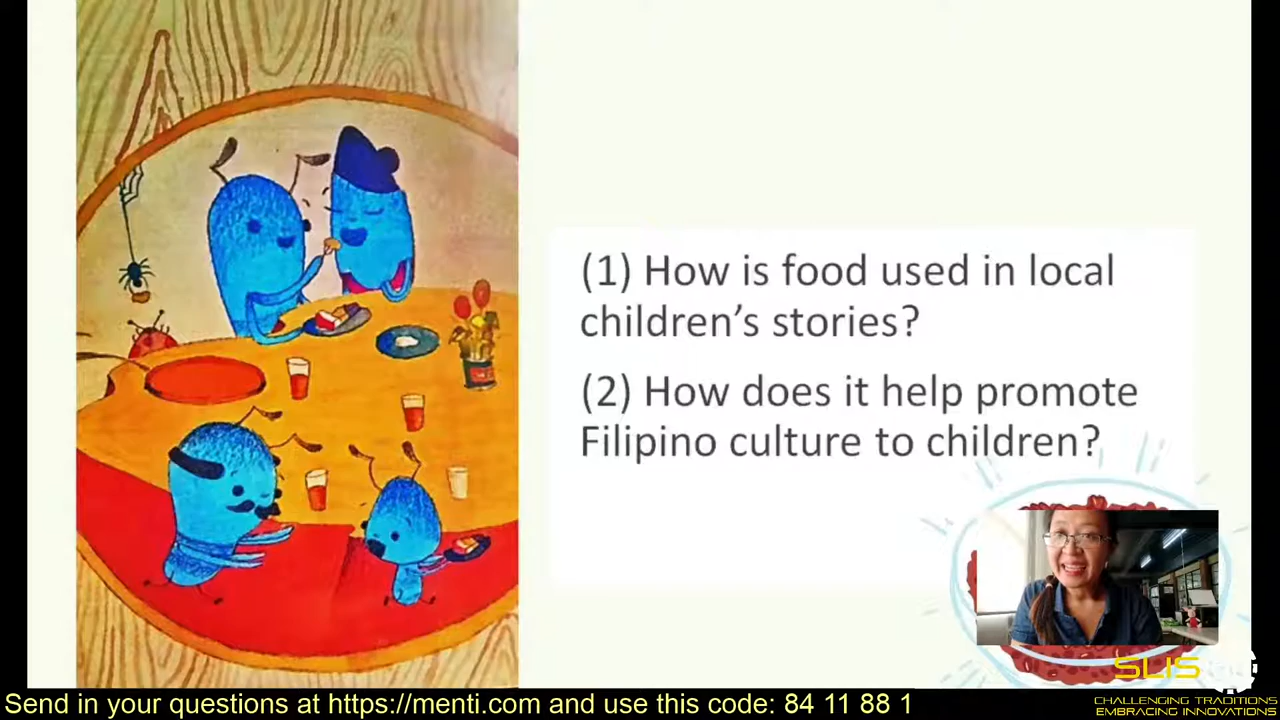 (1) How is food used in local
children's stories?
(2) How does it help promote
Filipino culture to children?
SLIS
CHALLENGING TRADITIONS
EMBRACING INNOVATIONS
Send in your questions at https://menti.com and use this code: 84 11 88 1